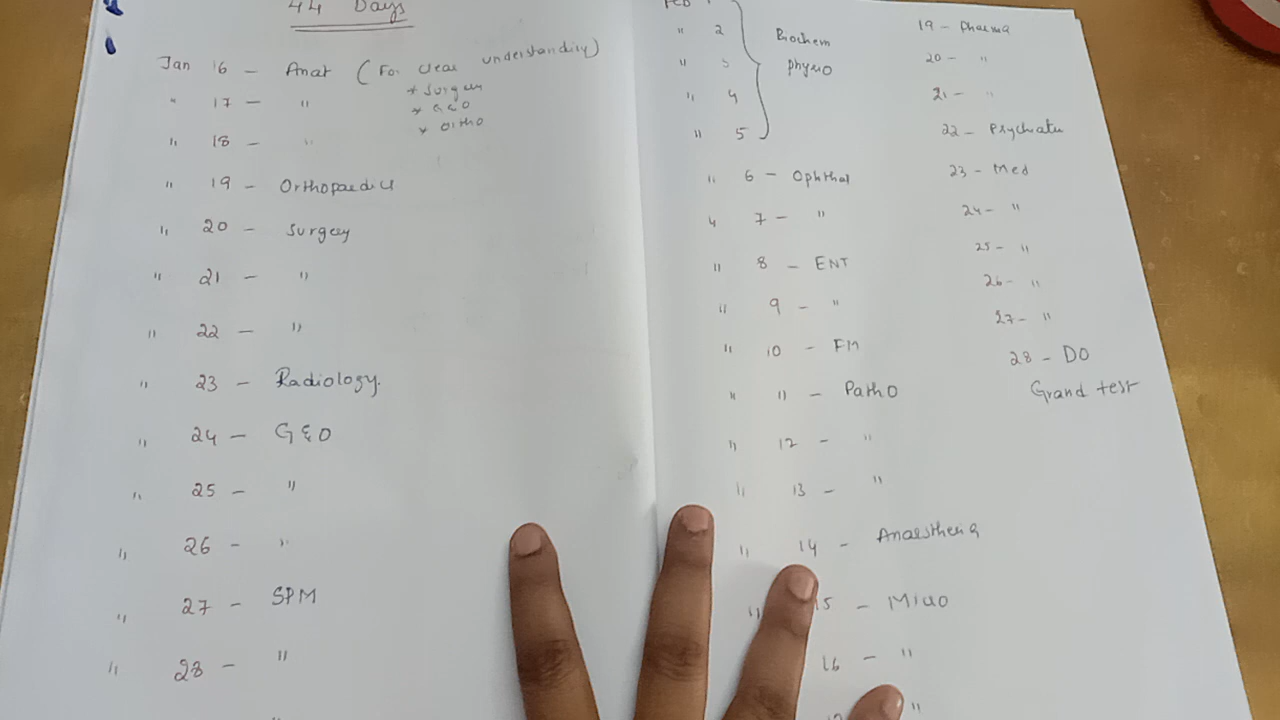 44 Days
Jan 16 - Anat (For clear understanding)
* Surgery
" 17 - "
* G&O
* Ortho
" 18 - "
" 19 - Orthopaedics
" 20 - Surgery
" 21 - "
" 22 - "
" 23 - Radiology.
" 24 - G&O
" 25 - "
" 26 - "
" 27 - SPM
" 28 - "
Feb 1
" 2 Biochem
" 3 physio
" 4
" 5
" 6 - Ophthal
" 7 - "
" 8 - ENT
" 9 - "
" 10 - FM
" 11 - Patho
" 12 - "
" 13 - "
" 14 - Anaesthesia
" 15 - Micro
16 - "
"
19 - Pharma
20 - "
21 - "
22 - Psychiatry
23 - Med
24 - "
25 - "
26 - "
27 - "
28 - DO
Grand test